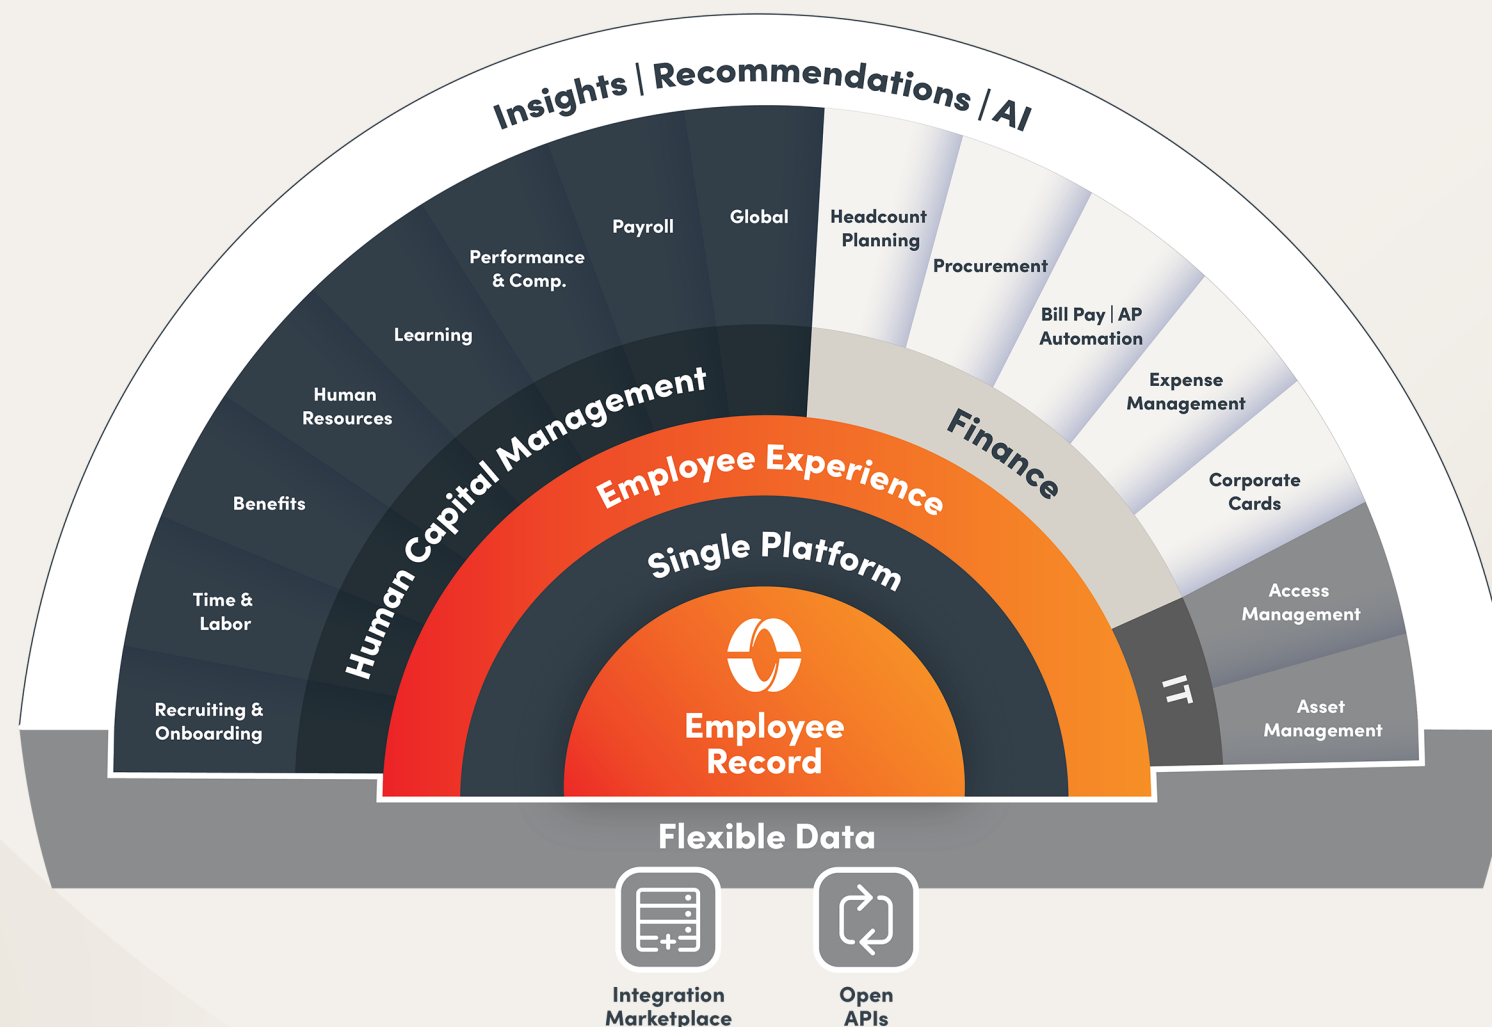 Insights | Recommendations | AI
Recruiting &
Onboarding
Time &
Labor
Benefits
Human
Resources
Learning
Performance
& Comp.
Payroll
Global
Headcount
Planning
Procurement
Bill Pay | AP
Automation
Expense
Management
Corporate
Cards
Access
Management
Asset
Management
Human Capital Management
Finance
IT
Employee Experience
Single Platform
Employee
Record
Flexible Data
Integration
Marketplace
Open
APIs